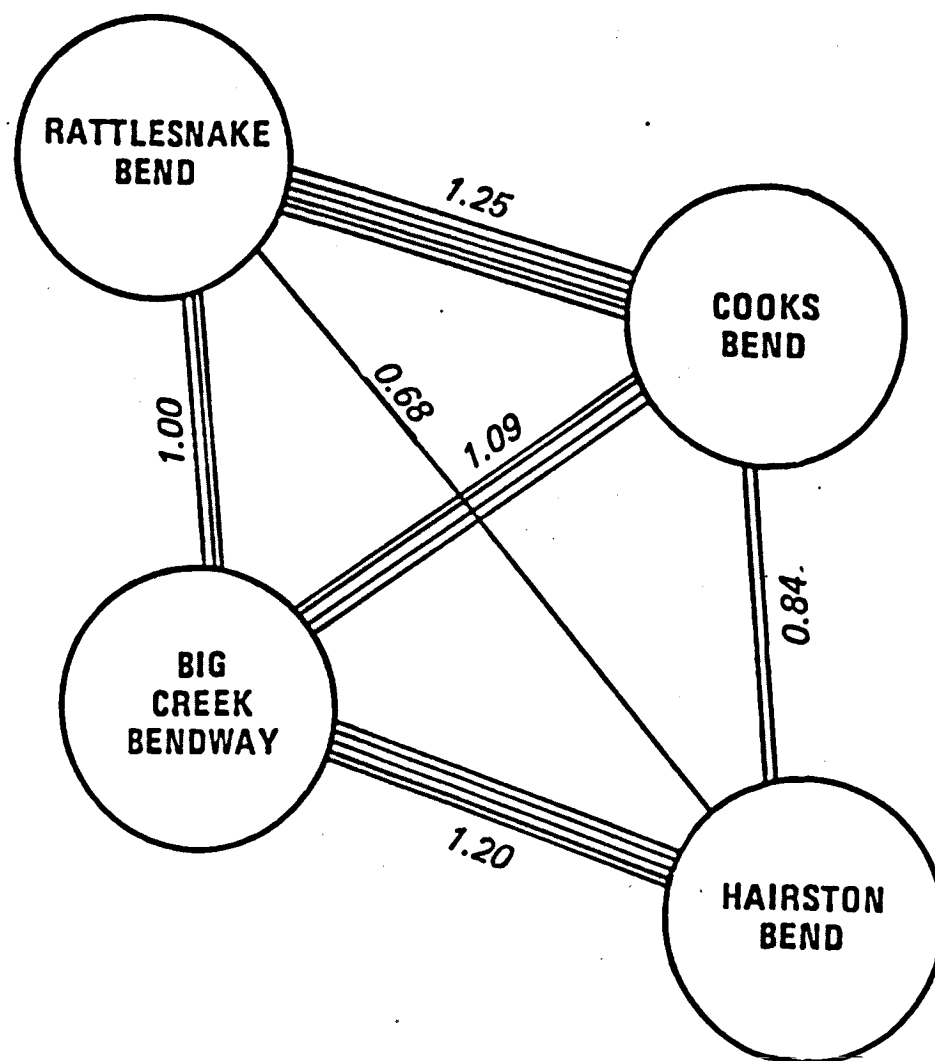 RATTLESNAKE
BEND
1.25
COOKS
BEND
0.68
1.00
1.09
0.84
BIG
CREEK
BENDWAY
1.20
HAIRSTON
BEND